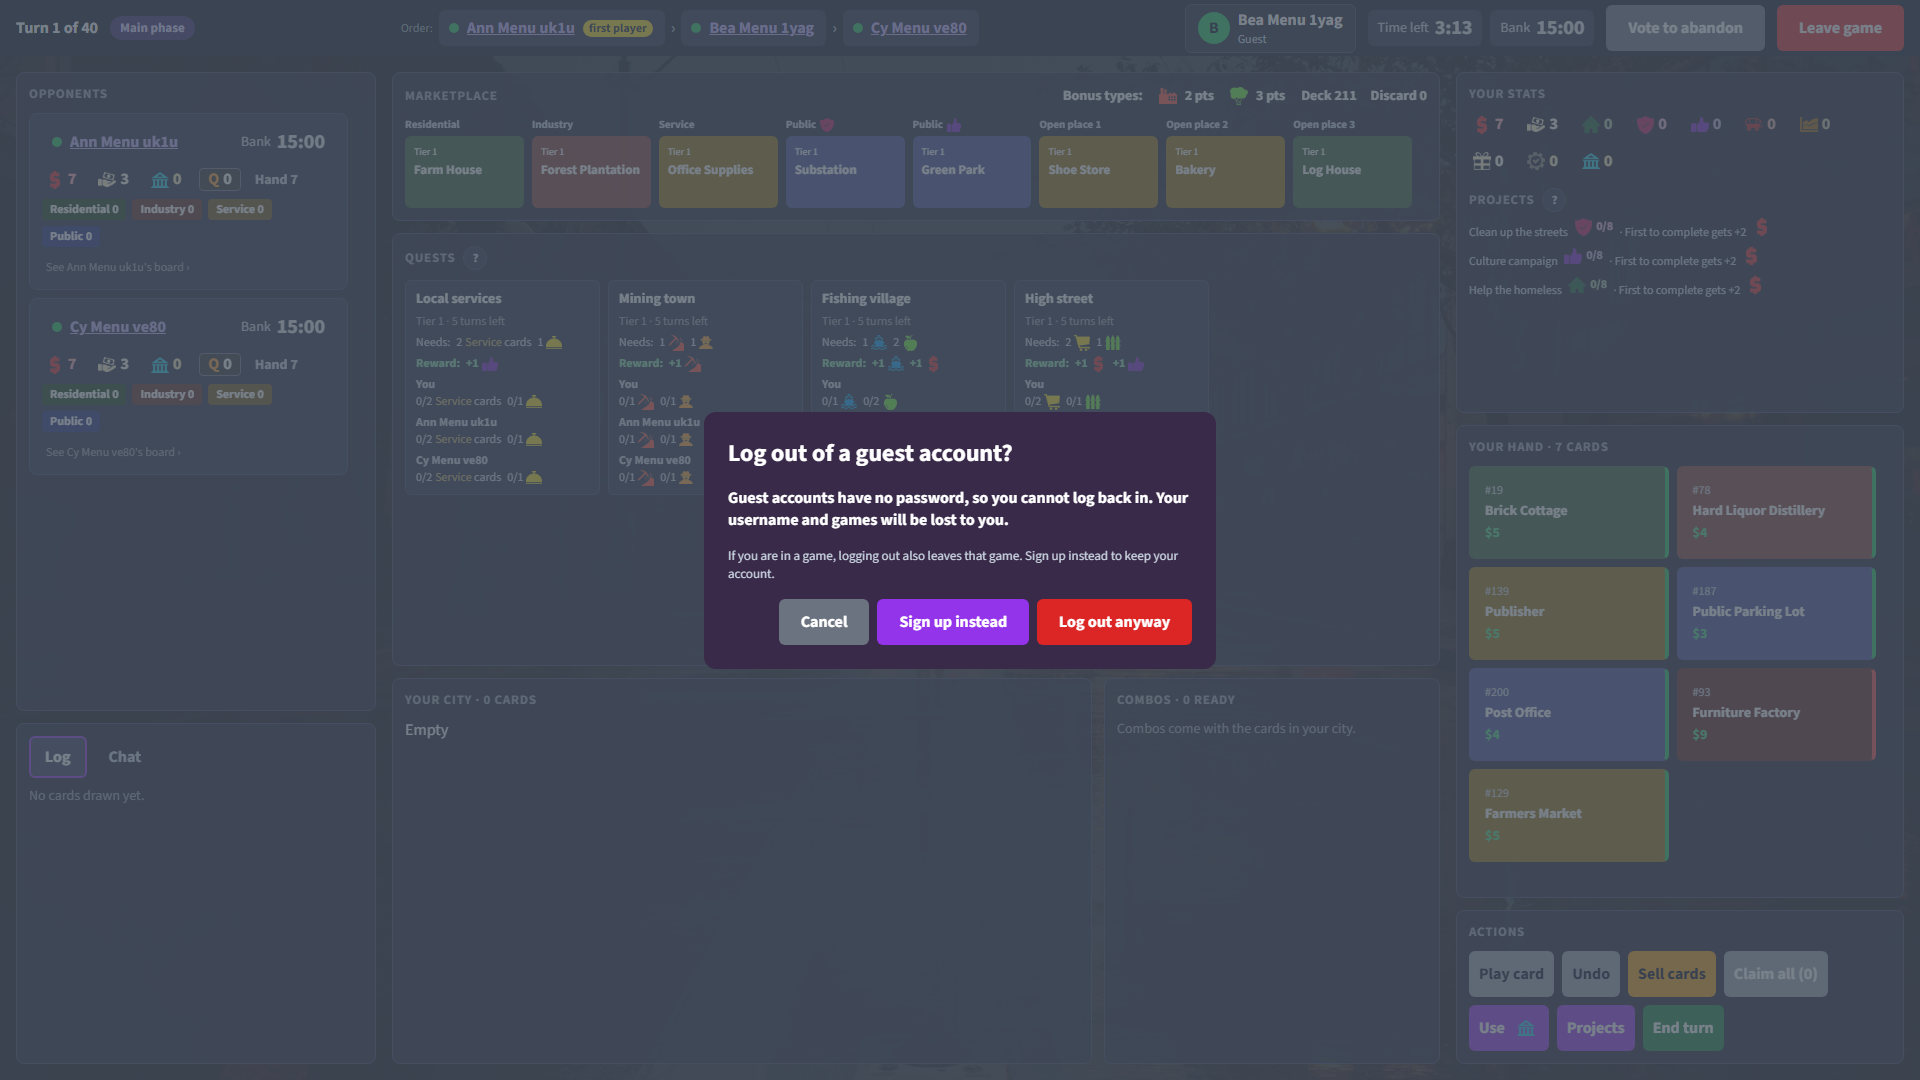 Turn 1 of 40
Main phase
Order:
Ann Menu uk1u
first player
›
Bea Menu 1yag
›
Cy Menu ve80
B
Bea Menu 1yag
Guest
Time left 3:13
Bank 15:00
Vote to abandon
Leave game
OPPONENTS
Ann Menu uk1u
Bank 15:00
7 3 0 Q 0 Hand 7
Residential 0 Industry 0 Service 0
Public 0
See Ann Menu uk1u's board ›
Cy Menu ve80
Bank 15:00
7 3 0 Q 0 Hand 7
Residential 0 Industry 0 Service 0
Public 0
See Cy Menu ve80's board ›
Log
Chat
No cards drawn yet.
MARKETPLACE
Bonus types: 2 pts 3 pts Deck 211 Discard 0
Residential
Tier 1
Farm House
Industry
Tier 1
Forest Plantation
Service
Tier 1
Office Supplies
Public
Tier 1
Substation
Public
Tier 1
Green Park
Open place 1
Tier 1
Shoe Store
Open place 2
Tier 1
Bakery
Open place 3
Tier 1
Log House
QUESTS ?
Local services
Tier 1 · 5 turns left
Needs: 2 Service cards 1
Reward: +1
You
0/2 Service cards 0/1
Ann Menu uk1u
0/2 Service cards 0/1
Cy Menu ve80
0/2 Service cards 0/1
Mining town
Tier 1 · 5 turns left
Needs: 1 1
Reward: +1
You
0/1 0/1
Ann Menu uk1u
0/1 0/1
Cy Menu ve80
0/1 0/1
Fishing village
Tier 1 · 5 turns left
Needs: 1 2
Reward: +1 +1
You
0/1 0/2
High street
Tier 1 · 5 turns left
Needs: 2 1
Reward: +1 +1
You
0/2 0/1
Log out of a guest account?
Guest accounts have no password, so you cannot log back in. Your
username and games will be lost to you.
If you are in a game, logging out also leaves that game. Sign up instead to keep your
account.
Cancel
Sign up instead
Log out anyway
YOUR CITY · 0 CARDS
Empty
COMBOS · 0 READY
Combos come with the cards in your city.
YOUR STATS
7 3 0 0 0 0 0
0 0 0
PROJECTS ?
Clean up the streets 0/8 · First to complete gets +2
Culture campaign 0/8 · First to complete gets +2
Help the homeless 0/8 · First to complete gets +2
YOUR HAND · 7 CARDS
#19
Brick Cottage
$5
#78
Hard Liquor Distillery
$4
#139
Publisher
$5
#187
Public Parking Lot
$3
#200
Post Office
$4
#93
Furniture Factory
$9
#129
Farmers Market
$5
ACTIONS
Play card
Undo
Sell cards
Claim all (0)
Use
Projects
End turn